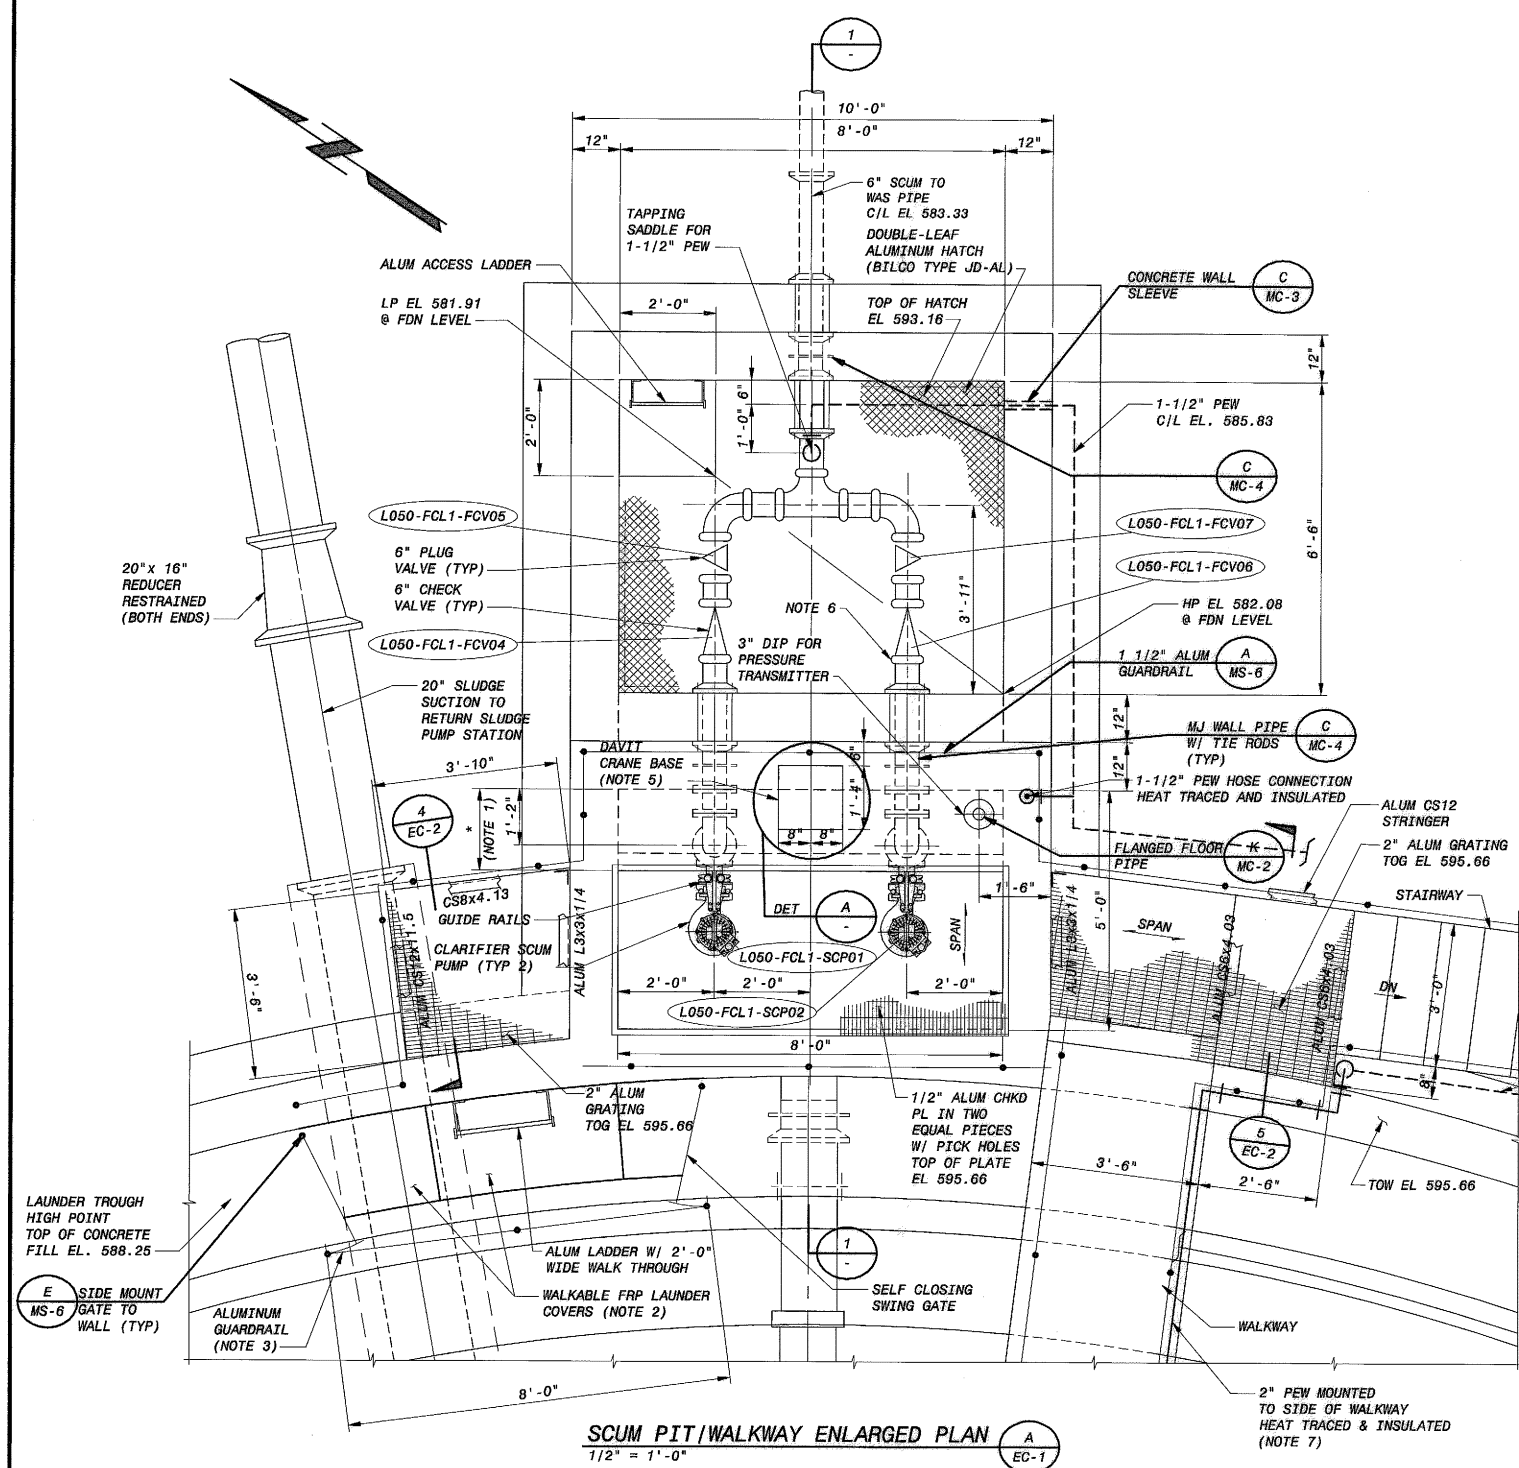 1
-
10'-0"
8'-0"
12"
12"
6" SCUM TO
WAS PIPE
C/L EL 583.33
TAPPING
SADDLE FOR
1-1/2" PEW
DOUBLE-LEAF
ALUMINUM HATCH
(BILCO TYPE JD-AL)
ALUM ACCESS LADDER
CONCRETE WALL
SLEEVE
C
MC-3
LP EL 581.91
@ FDN LEVEL
2'-0"
TOP OF HATCH
EL 593.16
12"
2'-0"
6"
1'-0"
1-1/2" PEW
C/L EL. 585.83
C
MC-4
L050-FCL1-FCV05
L050-FCL1-FCV07
6'-6"
6" PLUG
VALVE (TYP)
L050-FCL1-FCV06
20"x 16"
REDUCER
RESTRAINED
(BOTH ENDS)
6" CHECK
VALVE (TYP)
3'-11"
NOTE 6
HP EL 582.08
@ FDN LEVEL
L050-FCL1-FCV04
3" DIP FOR
PRESSURE
TRANSMITTER
1 1/2" ALUM
GUARDRAIL
A
MS-6
20" SLUDGE
SUCTION TO
RETURN SLUDGE
PUMP STATION
12"
MJ WALL PIPE
W/ TIE RODS
(TYP)
C
MC-4
DAVIT
CRANE BASE
(NOTE 5)
6"
12"
3'-10"
1-1/2" PEW HOSE CONNECTION
HEAT TRACED AND INSULATED
4
EC-2
*
(NOTE 1)
1'-2"
1'-4"
ALUM CS12
STRINGER
8"
8"
FLANGED FLOOR
PIPE
K
MC-2
2" ALUM GRATING
TOG EL 595.66
CS8x4.13
1'-6"
STAIRWAY
GUIDE RAILS
DET
A
-
5'-0"
SPAN
SPAN
CLARIFIER SCUM
PUMP (TYP 2)
ALUM L3x3x1/4
ALUM L3x3x1/4
L050-FCL1-SCP01
3'-9"
ALUM CS12x11.5
2'-0"
2'-0"
2'-0"
ALUM CS6x4.03
ALUM CS6x4.03
DN
3'-0"
L050-FCL1-SCP02
8'-0"
8"
2" ALUM
GRATING
TOG EL 595.66
1/2" ALUM CHKD
PL IN TWO
EQUAL PIECES
W/ PICK HOLES
TOP OF PLATE
EL 595.66
5
EC-2
3'-6"
2'-6"
TOW EL 595.66
LAUNDER TROUGH
HIGH POINT
TOP OF CONCRETE
FILL EL. 588.25
1
-
ALUM LADDER W/ 2'-0"
WIDE WALK THROUGH
E
MS-6
SIDE MOUNT
GATE TO
WALL (TYP)
WALKABLE FRP LAUNDER
COVERS (NOTE 2)
SELF CLOSING
SWING GATE
ALUMINUM
GUARDRAIL
(NOTE 3)
WALKWAY
8'-0"
2" PEW MOUNTED
TO SIDE OF WALKWAY
HEAT TRACED & INSULATED
(NOTE 7)
SCUM PIT/WALKWAY ENLARGED PLAN
1/2" = 1'-0"
A
EC-1